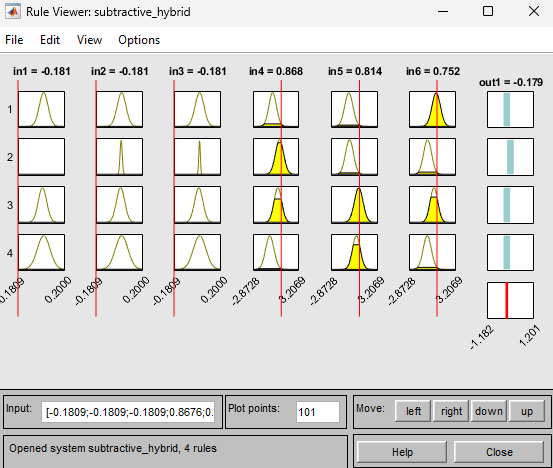 Rule Viewer: subtractive_hybrid
File Edit View Options
in1 = -0.181 in2 = -0.181 in3 = -0.181 in4 = 0.868 in5 = 0.814 in6 = 0.752 out1 = -0.179
1
2
3
4
-0.1809 0.2000 -0.1809 0.2000 -0.1809 0.2000 -2.8728 3.2069 -2.8728 3.2069 -2.8728 3.2069
-1.182 1.201
Input: [-0.1809;-0.1809;-0.1809;0.8676;0. Plot points: 101 Move: left right down up
Opened system subtractive_hybrid, 4 rules Help Close